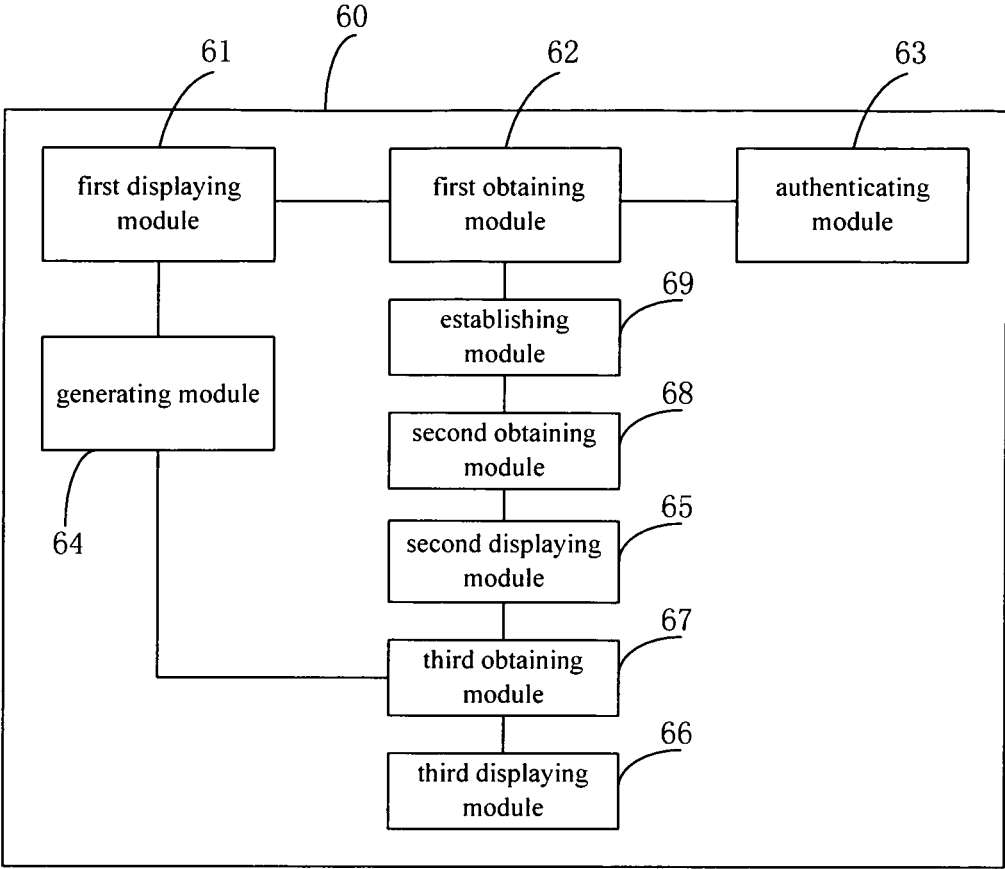 60
61
62
63
first displaying
module
first obtaining
module
authenticating
module
69
establishing
module
generating module
68
second obtaining
module
64
65
second displaying
module
67
third obtaining
module
66
third displaying
module